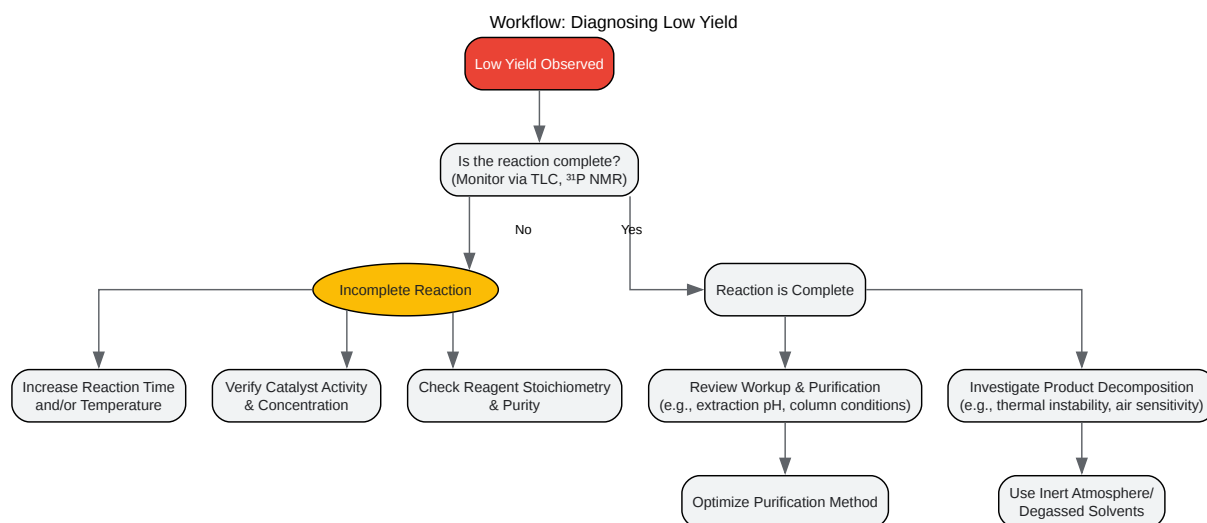 Workflow: Diagnosing Low Yield
Low Yield Observed
Is the reaction complete?
(Monitor via TLC, ³¹P NMR)
No
Yes
Incomplete Reaction
Reaction is Complete
Increase Reaction Time
and/or Temperature
Verify Catalyst Activity
& Concentration
Check Reagent Stoichiometry
& Purity
Review Workup & Purification
(e.g., extraction pH, column conditions)
Investigate Product Decomposition
(e.g., thermal instability, air sensitivity)
Optimize Purification Method
Use Inert Atmosphere/
Degassed Solvents